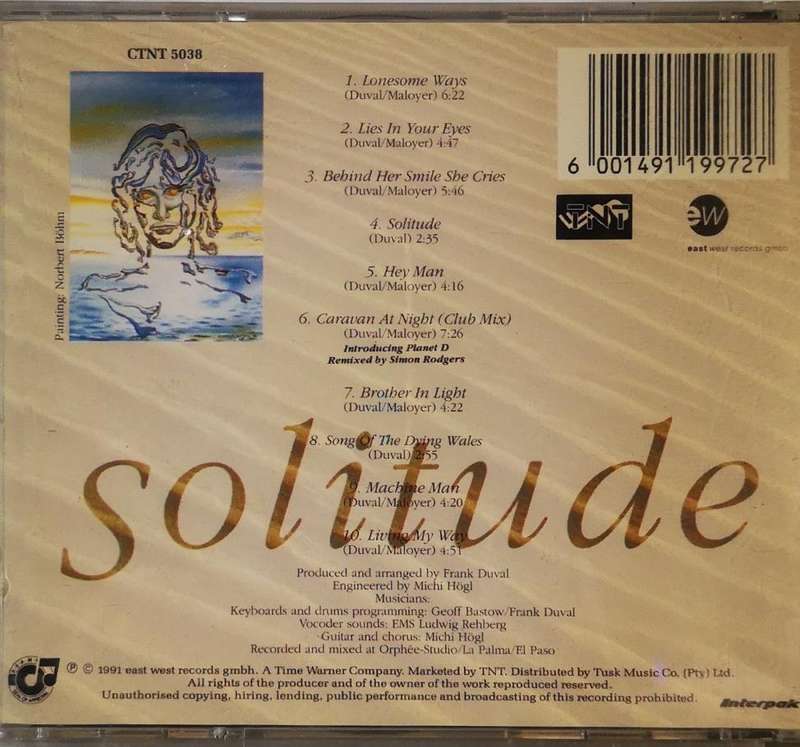 CTNT 5038
Painting: Norbert Böhm
1. Lonesome Ways
(Duval/Maloyer) 6:22
2. Lies In Your Eyes
(Duval/Maloyer) 4:47
3. Behind Her Smile She Cries
(Duval/Maloyer) 5:46
4. Solitude
(Duval) 2:35
5. Hey Man
(Duval/Maloyer) 4:16
6. Caravan At Night (Club Mix)
(Duval/Maloyer) 7:26
Introducing Planet D
Remixed by Simon Rodgers
7. Brother In Light
(Duval/Maloyer) 4:22
8. Song Of The Dying Wales
(Duval) 2:55
9. Machine Man
(Duval/Maloyer) 4:20
10. Living My Way
(Duval/Maloyer) 4:51
6 001491 199727
TNT
ew
east west records gmbh
solitude
Produced and arranged by Frank Duval
Engineered by Michi Högl
Musicians:
Keyboards and drums programming: Geoff Bastow/Frank Duval
Vocoder sounds: EMS Ludwig Rehberg
Guitar and chorus: Michi Högl
Recorded and mixed at Orphée-Studio/La Palma/El Paso
℗ © 1991 east west records gmbh. A Time Warner Company. Marketed by TNT. Distributed by Tusk Music Co. (Pty) Ltd.
All rights of the producer and of the owner of the work reproduced reserved.
Unauthorised copying, hiring, lending, public performance and broadcasting of this recording prohibited.
Interpak